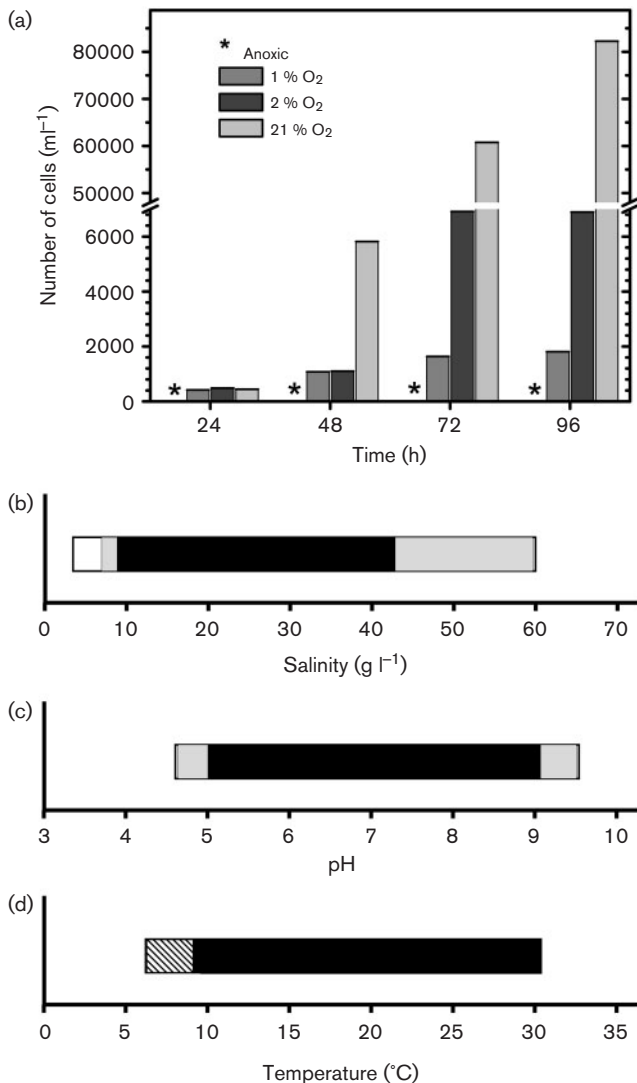 (a)
80000
70000
60000
50000
6000
4000
2000
0
Number of cells (ml⁻¹)
* Anoxic
1 % O₂
2 % O₂
21 % O₂
* * * *
24 48 72 96
Time (h)
(b)
0 10 20 30 40 50 60 70
Salinity (g l⁻¹)
(c)
3 4 5 6 7 8 9 10
pH
(d)
0 5 10 15 20 25 30 35
Temperature (°C)